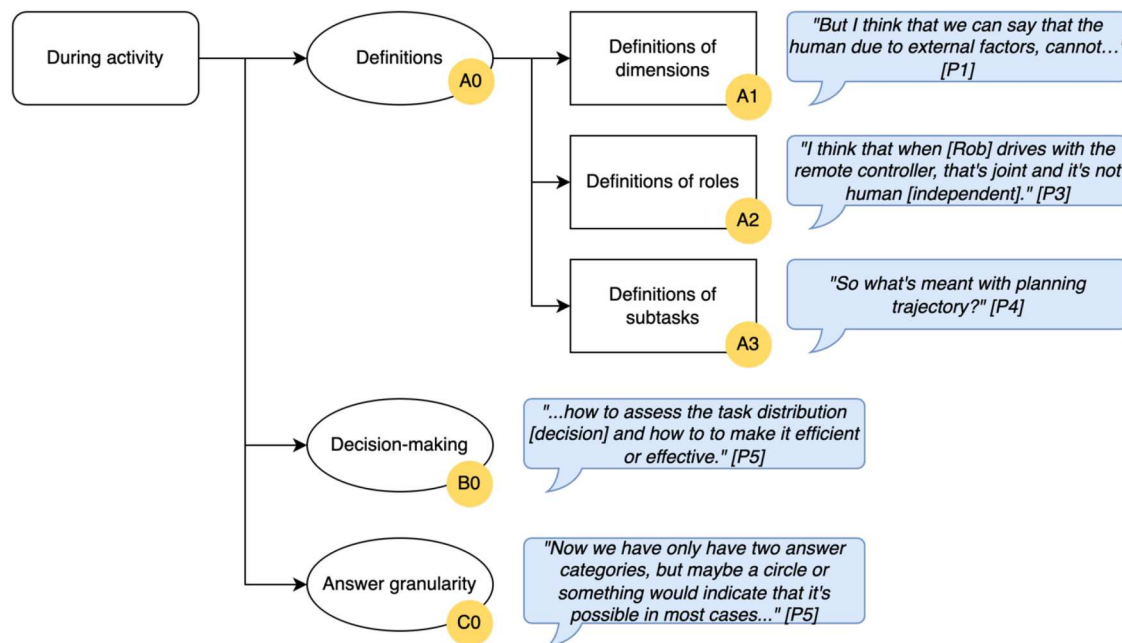 During activity
Definitions
A0
Definitions of
dimensions
A1
"But I think that we can say that the
human due to external factors, cannot…"
[P1]
Definitions of roles
A2
"I think that when [Rob] drives with the
remote controller, that's joint and it's not
human [independent]." [P3]
Definitions of
subtasks
A3
"So what's meant with planning
trajectory?" [P4]
Decision-making
B0
"...how to assess the task distribution
[decision] and how to to make it efficient
or effective." [P5]
Answer granularity
C0
"Now we have only have two answer
categories, but maybe a circle or
something would indicate that it's
possible in most cases..." [P5]